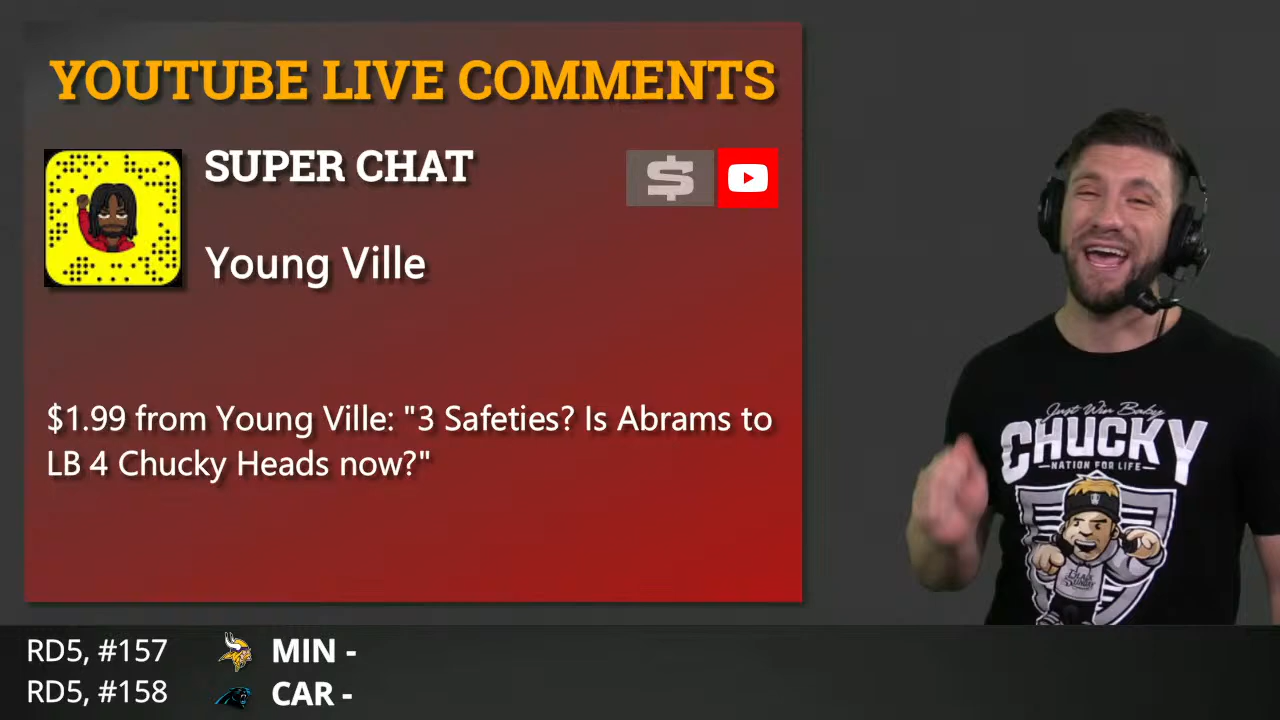 YOUTUBE LIVE COMMENTS
SUPER CHAT
$
Young Ville
$1.99 from Young Ville: "3 Safeties? Is Abrams to
LB 4 Chucky Heads now?"
Just Win Baby
CHUCKY
NATION FOR LIFE
RD5, #157 MIN -
RD5, #158 CAR -